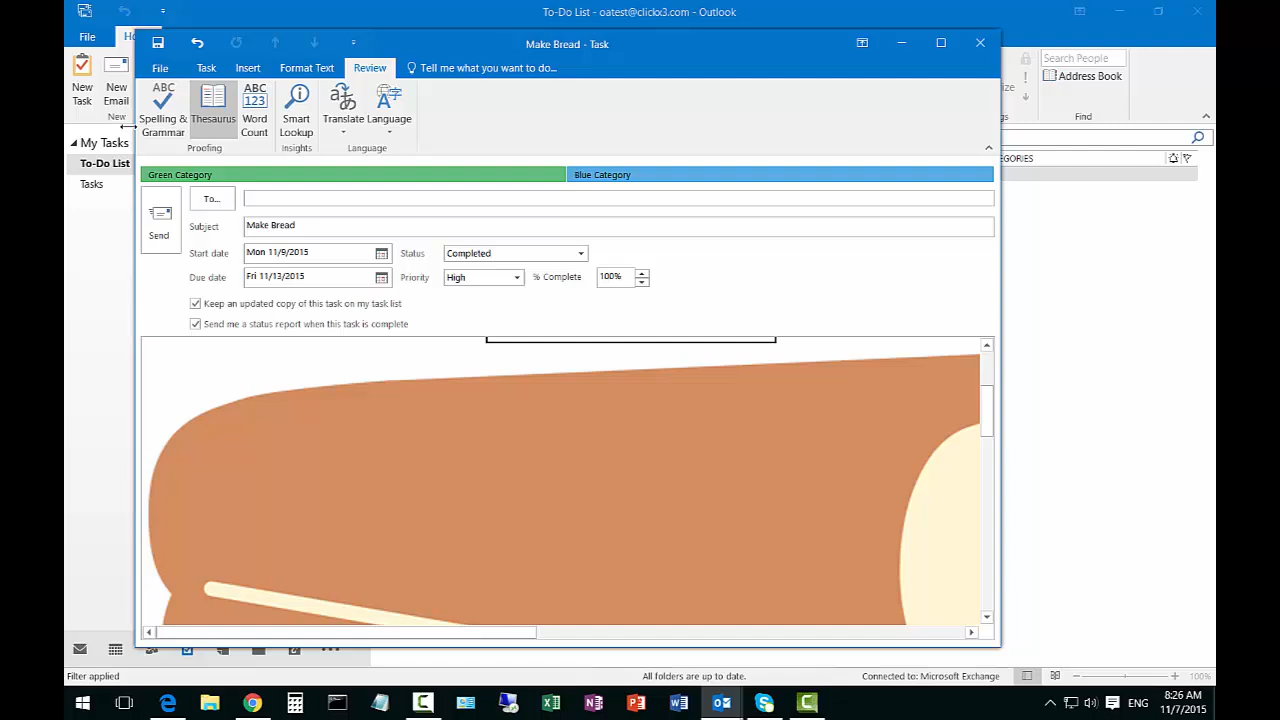 To-Do List - oatest@clickx3.com - Outlook
File
Make Bread - Task
File Task Insert Format Text Review Tell me what you want to do...
New Task
New Email
New
ABC Spelling & Grammar
Thesaurus
ABC 123 Word Count
Smart Lookup
Translate
Language
Proofing Insights Language
Search People
Address Book
Find
My Tasks
To-Do List
Tasks
Green Category Blue Category
Send
To...
Subject Make Bread
Start date Mon 11/9/2015 Status Completed
Due date Fri 11/13/2015 Priority High % Complete 100%
Keep an updated copy of this task on my task list
Send me a status report when this task is complete
Filter applied All folders are up to date. Connected to: Microsoft Exchange 100%
ENG
8:26 AM
11/7/2015